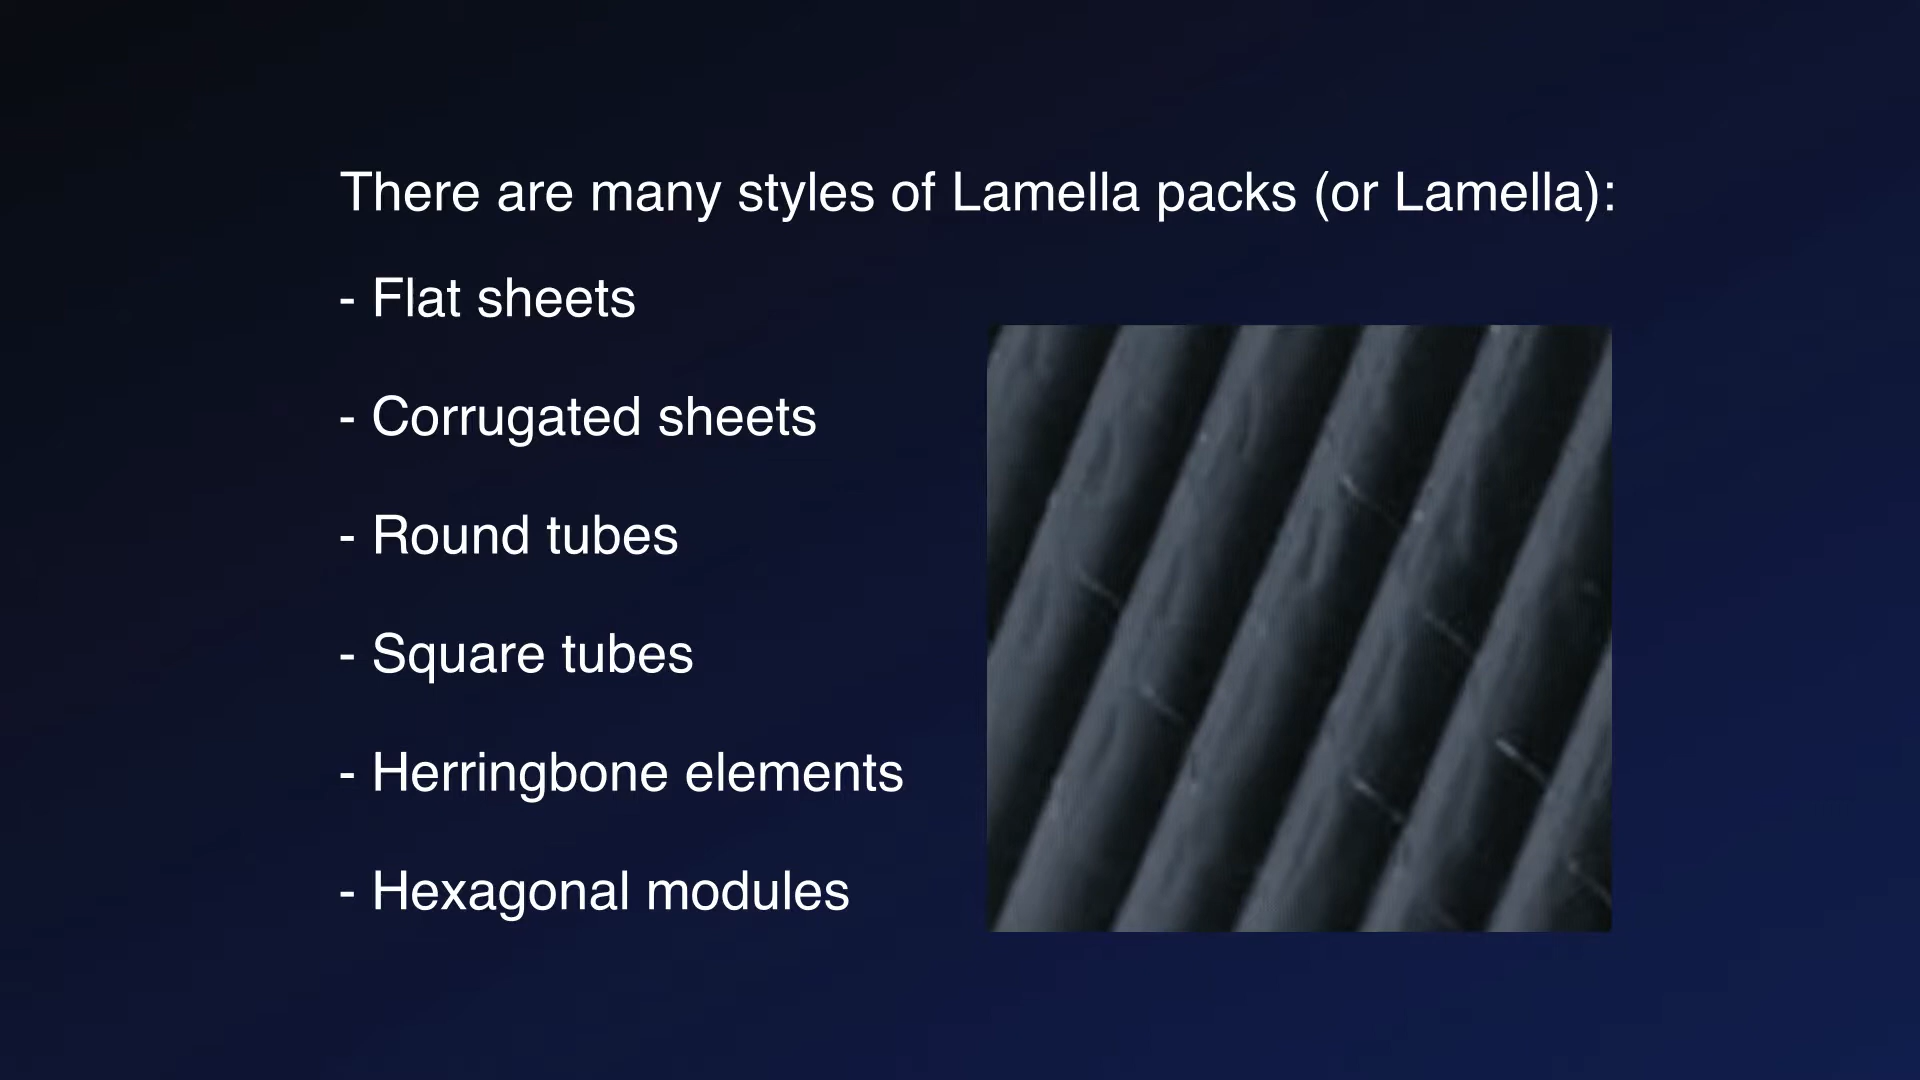 There are many styles of Lamella packs (or Lamella):
- Flat sheets
- Corrugated sheets
- Round tubes
- Square tubes
- Herringbone elements
- Hexagonal modules